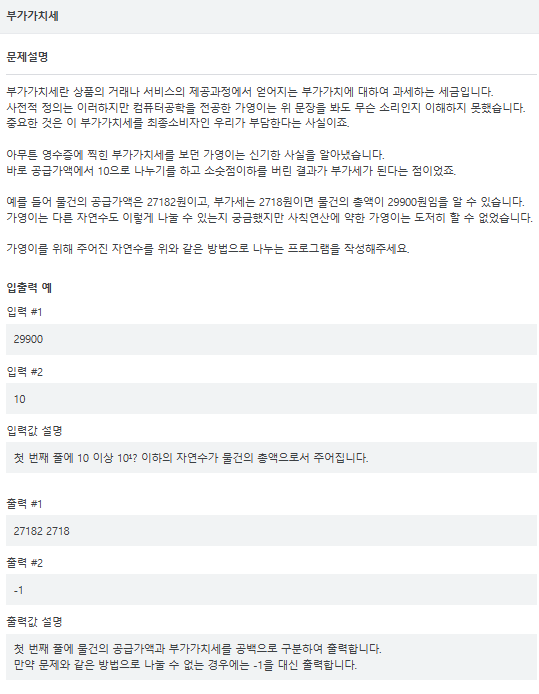 부가가치세
문제설명
부가가치세란 상품의 거래나 서비스의 제공과정에서 얻어지는 부가가치에 대하여 과세하는 세금입니다.
사전적 정의는 이러하지만 컴퓨터공학을 전공한 가영이는 위 문장을 봐도 무슨 소리인지 이해하지 못했습니다.
중요한 것은 이 부가가치세를 최종소비자인 우리가 부담한다는 사실이죠.
아무튼 영수증에 찍힌 부가가치세를 보던 가영이는 신기한 사실을 알아냈습니다.
바로 공급가액에서 10으로 나누기를 하고 소숫점이하를 버린 결과가 부가세가 된다는 점이었죠.
예를 들어 물건의 공급가액은 27182원이고, 부가세는 2718원이면 물건의 총액이 29900원임을 알 수 있습니다.
가영이는 다른 자연수도 이렇게 나눌 수 있는지 궁금했지만 사칙연산에 약한 가영이는 도저히 할 수 없었습니다.
가영이를 위해 주어진 자연수를 위와 같은 방법으로 나누는 프로그램을 작성해주세요.
입출력 예
입력 #1
29900
입력 #2
10
입력값 설명
첫 번째 줄에 10 이상 10¹? 이하의 자연수가 물건의 총액으로서 주어집니다.
출력 #1
27182 2718
출력 #2
-1
출력값 설명
첫 번째 줄에 물건의 공급가액과 부가가치세를 공백으로 구분하여 출력합니다.
만약 문제와 같은 방법으로 나눌 수 없는 경우에는 -1을 대신 출력합니다.